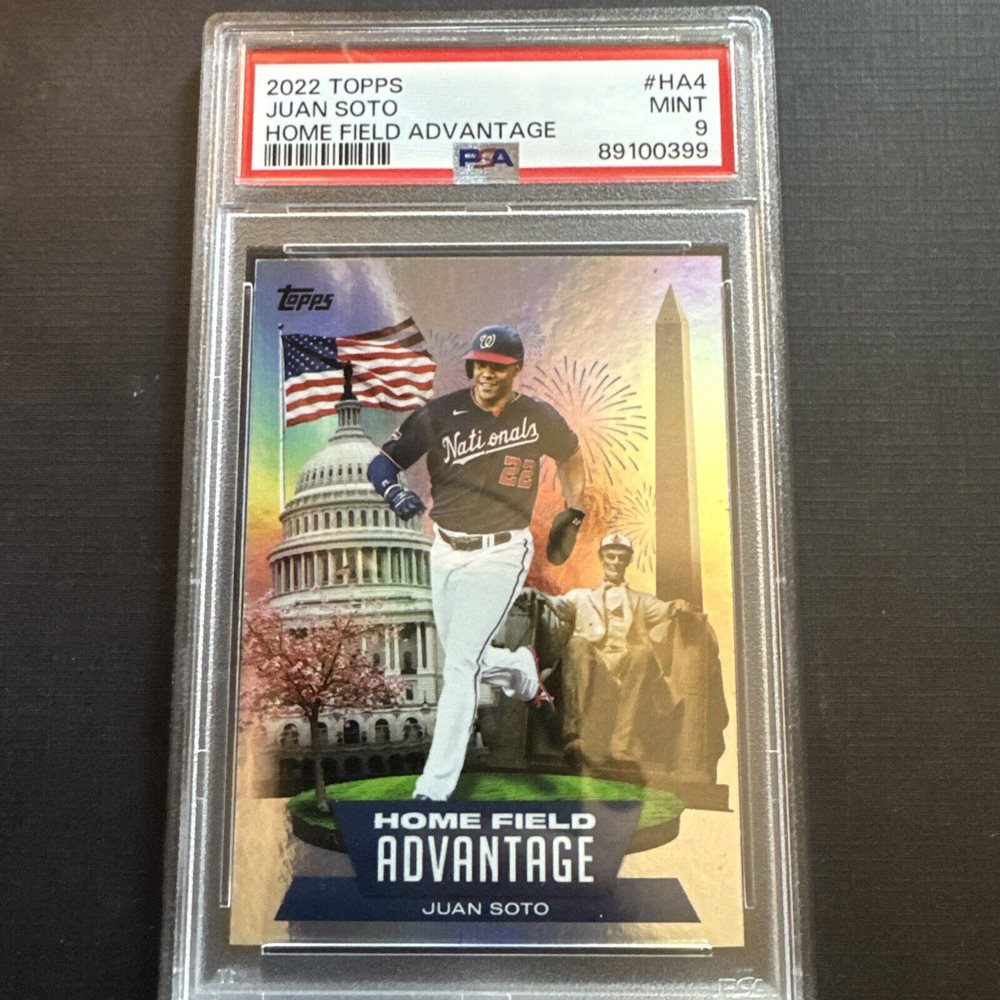 2022 TOPPS #HA4
JUAN SOTO MINT
HOME FIELD ADVANTAGE 9
PSA 89100399
Topps
W
Nationals
22
HOME FIELD
ADVANTAGE
JUAN SOTO